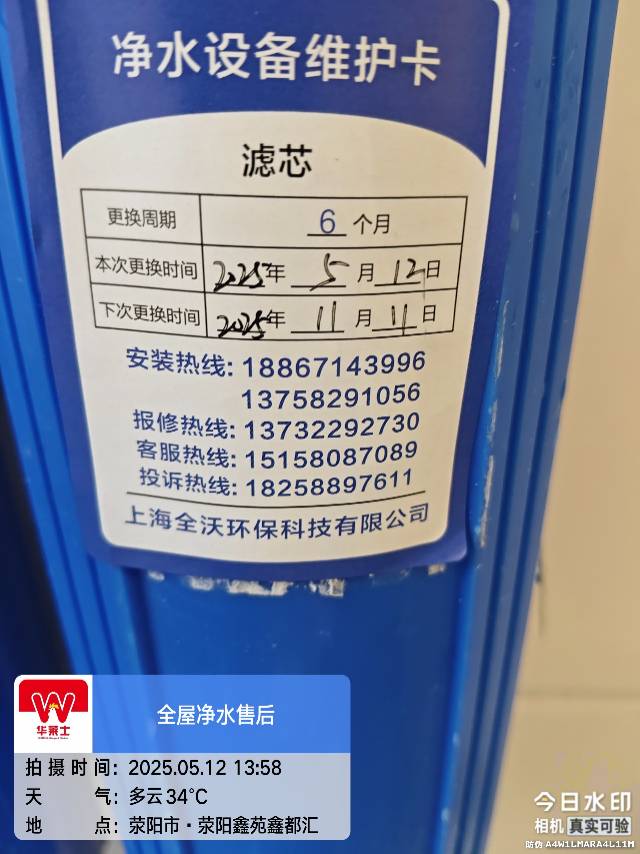 净水设备维护卡
滤芯
更换周期 6 个月
本次更换时间 2025年 5 月 12 日
下次更换时间 2025年 11 月 11 日
安装热线: 18867143996
13758291056
报修热线: 13732292730
客服热线: 15158087089
投诉热线: 18258897611
上海全沃环保科技有限公司
华莱士
全屋净水售后
拍摄时间: 2025.05.12 13:58
天气: 多云 34℃
地点: 荥阳市·荥阳鑫苑鑫都汇
今日水印
相机 真实可验
防伪 A4W1LMARA4L11M